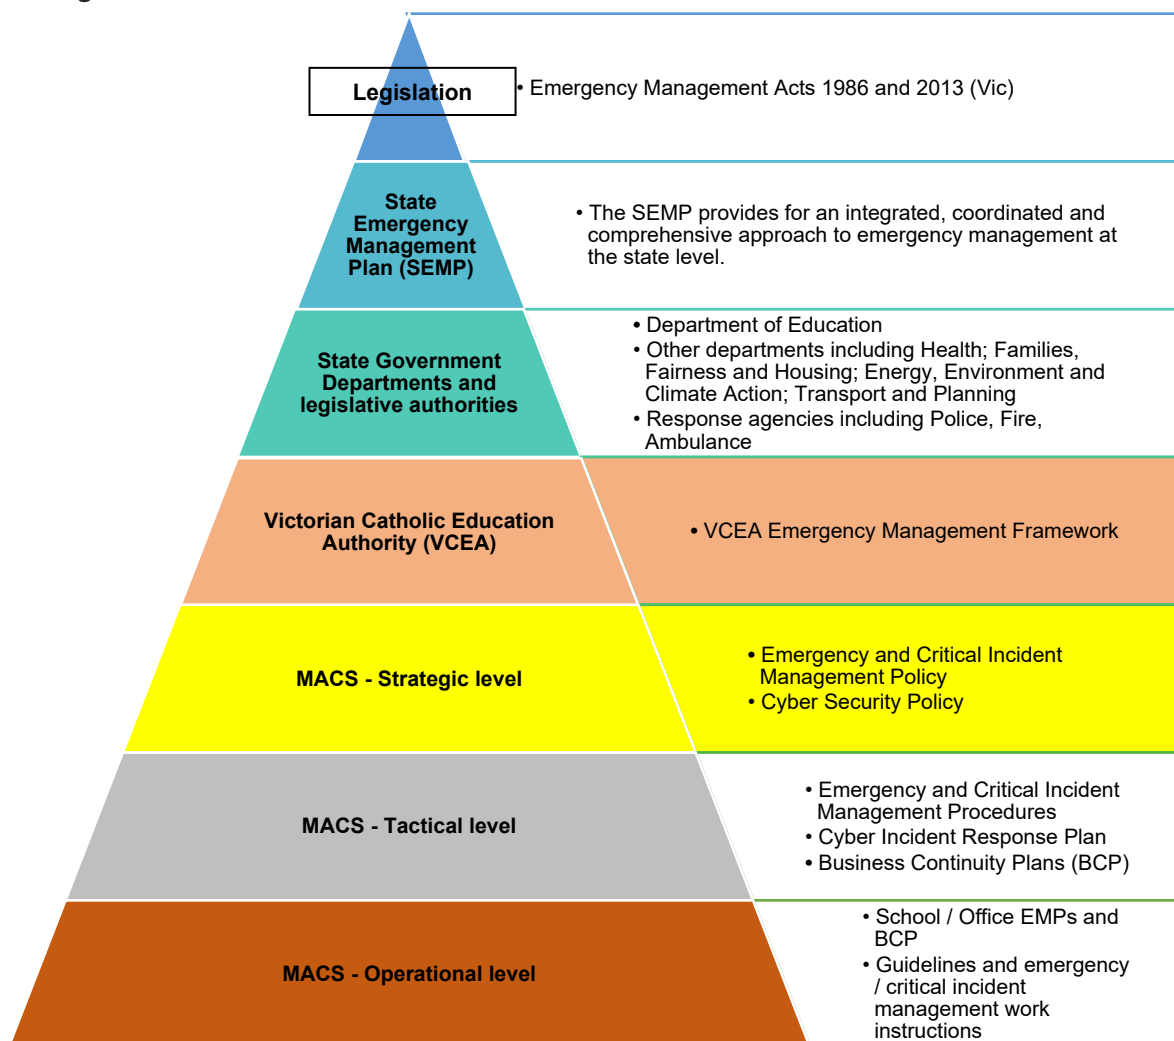 Legislation
• Emergency Management Acts 1986 and 2013 (Vic)
State
Emergency
Management
Plan (SEMP)
• The SEMP provides for an integrated, coordinated and
comprehensive approach to emergency management at
the state level.
State Government
Departments and
legislative authorities
• Department of Education
• Other departments including Health; Families,
Fairness and Housing; Energy, Environment and
Climate Action; Transport and Planning
• Response agencies including Police, Fire,
Ambulance
Victorian Catholic Education
Authority (VCEA)
• VCEA Emergency Management Framework
MACS - Strategic level
• Emergency and Critical Incident
Management Policy
• Cyber Security Policy
MACS - Tactical level
• Emergency and Critical Incident
Management Procedures
• Cyber Incident Response Plan
• Business Continuity Plans (BCP)
MACS - Operational level
• School / Office EMPs and
BCP
• Guidelines and emergency
/ critical incident
management work
instructions